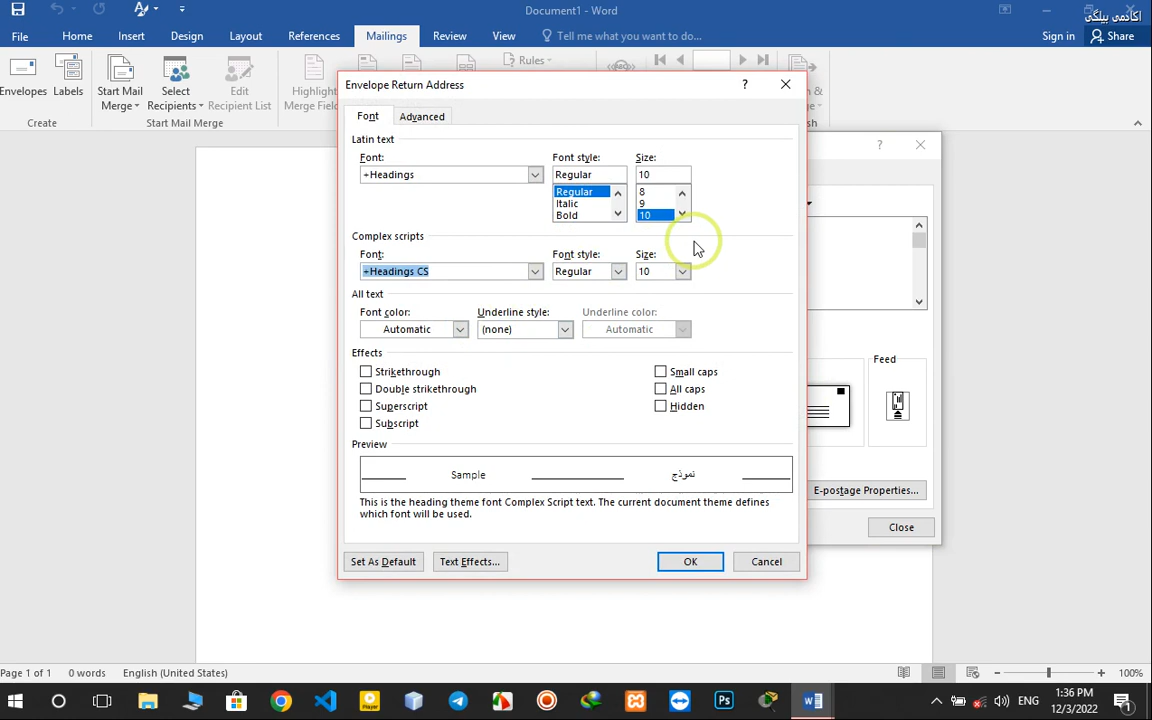 Document1 - Word
اکادمی بیلگی
File Home Insert Design Layout References Mailings Review View Tell me what you want to do... Sign in Share
Envelopes Labels Start Mail Merge Select Recipients Edit Recipient List Highlight Merge Field Rules
Create Start Mail Merge
Envelope Return Address ?
Font Advanced
Latin text
Font: Font style: Size:
+Headings Regular 10
Regular 8
Italic 9
Bold 10
Complex scripts
Font: Font style: Size:
+Headings CS Regular 10
All text
Font color: Underline style: Underline color:
Automatic (none) Automatic
Effects
Strikethrough Small caps
Double strikethrough All caps
Superscript Hidden
Subscript
Preview
Sample نموذج
This is the heading theme font Complex Script text. The current document theme defines
which font will be used.
Set As Default Text Effects... OK Cancel
?
Feed
E-postage Properties...
Close
Page 1 of 1 0 words English (United States) 100%
Ps ENG 1:36 PM
12/3/2022 1